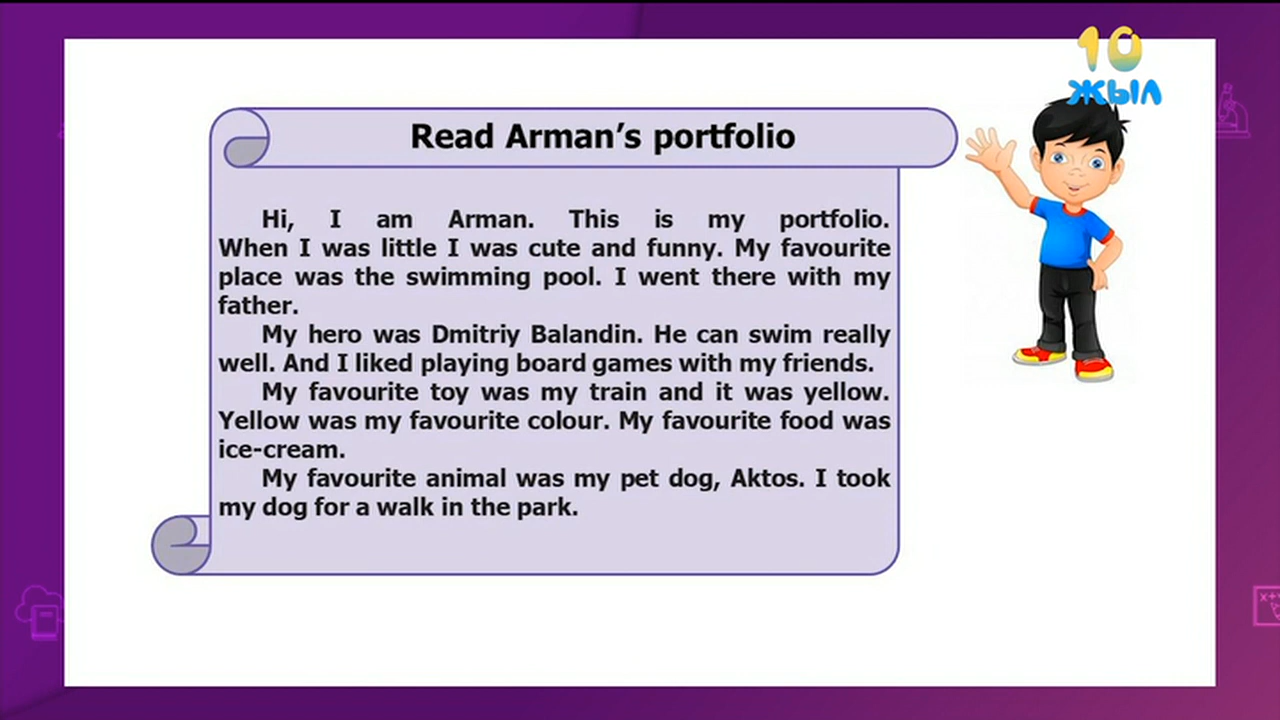 10
ЖЫЛ
Read Arman’s portfolio
Hi, I am Arman. This is my portfolio.
When I was little I was cute and funny. My favourite
place was the swimming pool. I went there with my
father.
My hero was Dmitriy Balandin. He can swim really
well. And I liked playing board games with my friends.
My favourite toy was my train and it was yellow.
Yellow was my favourite colour. My favourite food was
ice-cream.
My favourite animal was my pet dog, Aktos. I took
my dog for a walk in the park.